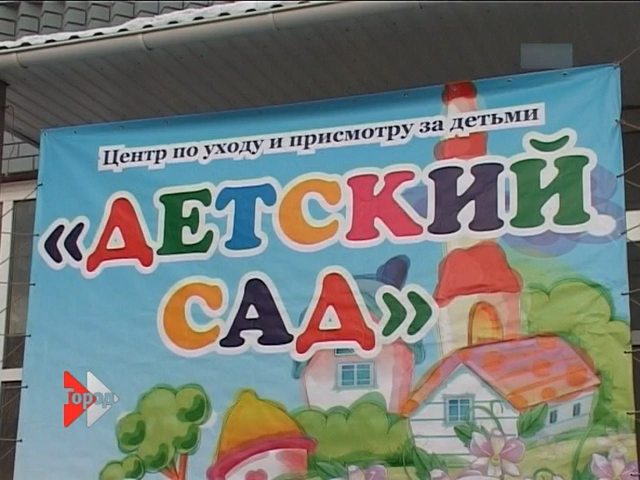 Центр по уходу и присмотру за детьми
«ДЕТСКИЙ
САД»
Город